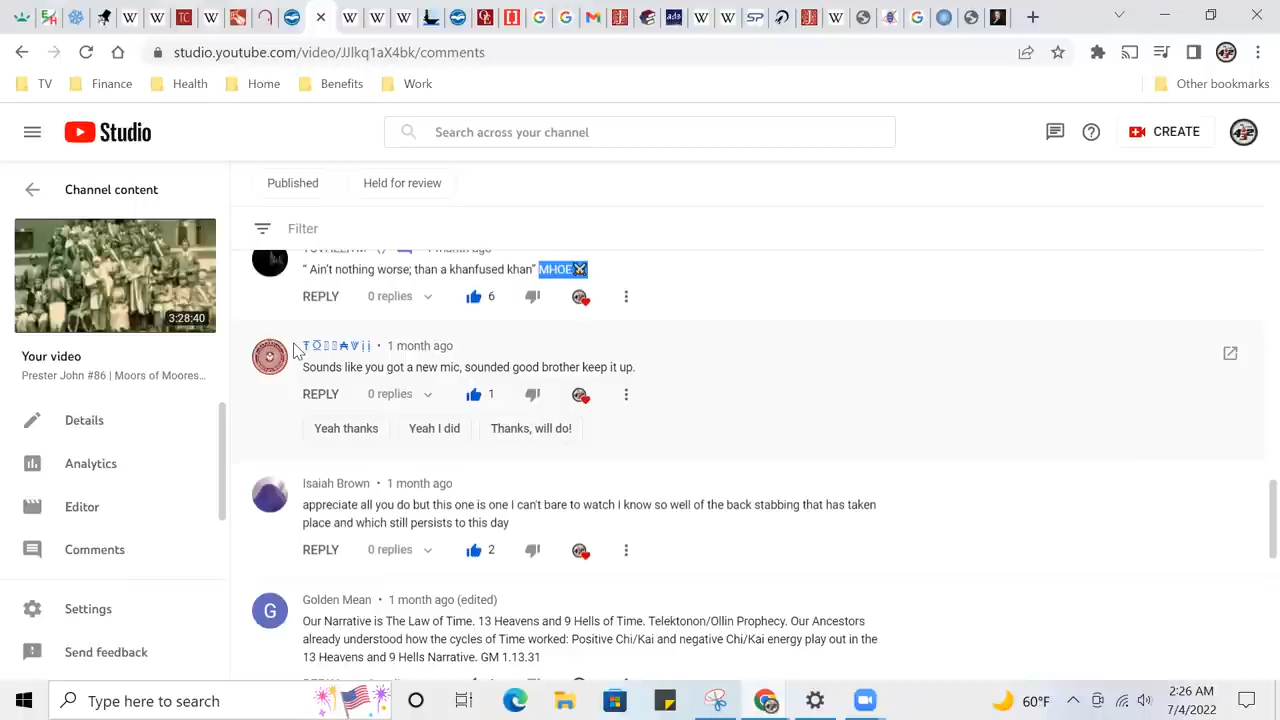 studio.youtube.com/video/JJlkq1aX4bk/comments
TV Finance Health Home Benefits Work Other bookmarks
Studio
Search across your channel
CREATE
Channel content
Published Held for review
Filter
3:28:40
Your video
Prester John #86 | Moors of Moores...
Details
Analytics
Editor
Comments
Settings
Send feedback
1 month ago
“ Ain't nothing worse; than a khanfused khan” MHOE
REPLY 0 replies 6
• 1 month ago
Sounds like you got a new mic, sounded good brother keep it up.
REPLY 0 replies 1
Yeah thanks Yeah I did Thanks, will do!
Isaiah Brown • 1 month ago
appreciate all you do but this one is one I can't bare to watch I know so well of the back stabbing that has taken
place and which still persists to this day
REPLY 0 replies 2
G
Golden Mean • 1 month ago (edited)
Our Narrative is The Law of Time. 13 Heavens and 9 Hells of Time. Telektonon/Ollin Prophecy. Our Ancestors
already understood how the cycles of Time worked: Positive Chi/Kai and negative Chi/Kai energy play out in the
13 Heavens and 9 Hells Narrative. GM 1.13.31
Type here to search
60°F
2:26 AM
7/4/2022